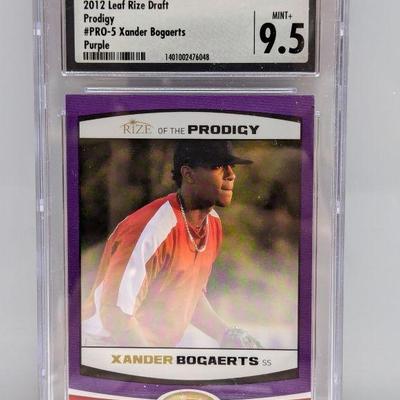 2012 Leaf Rize Draft
Prodigy
#PRO-5 Xander Bogaerts
Purple
1401002476048
MINT+
9.5
RIZE OF THE PRODIGY
XANDER BOGAERTS SS